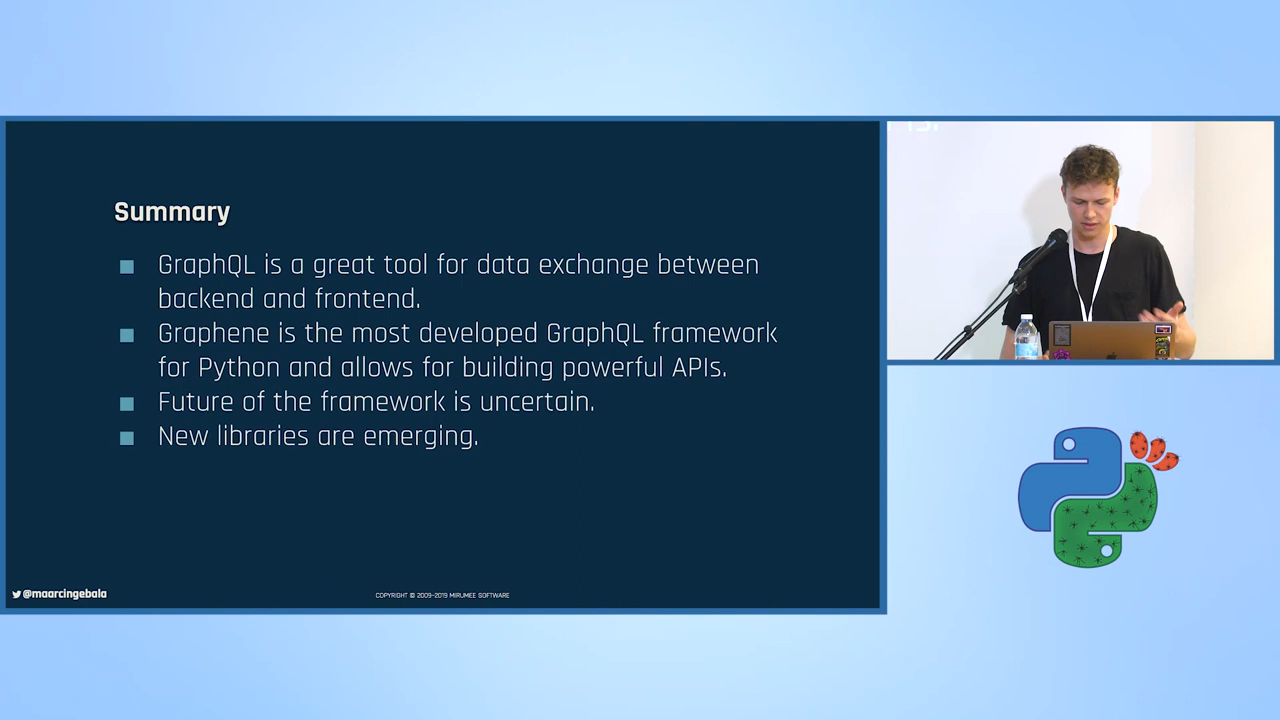 Summary
GraphQL is a great tool for data exchange between
backend and frontend.
Graphene is the most developed GraphQL framework
for Python and allows for building powerful APIs.
Future of the framework is uncertain.
New libraries are emerging.
@maarcingebala
COPYRIGHT © 2009-2019 MIRUMEE SOFTWARE